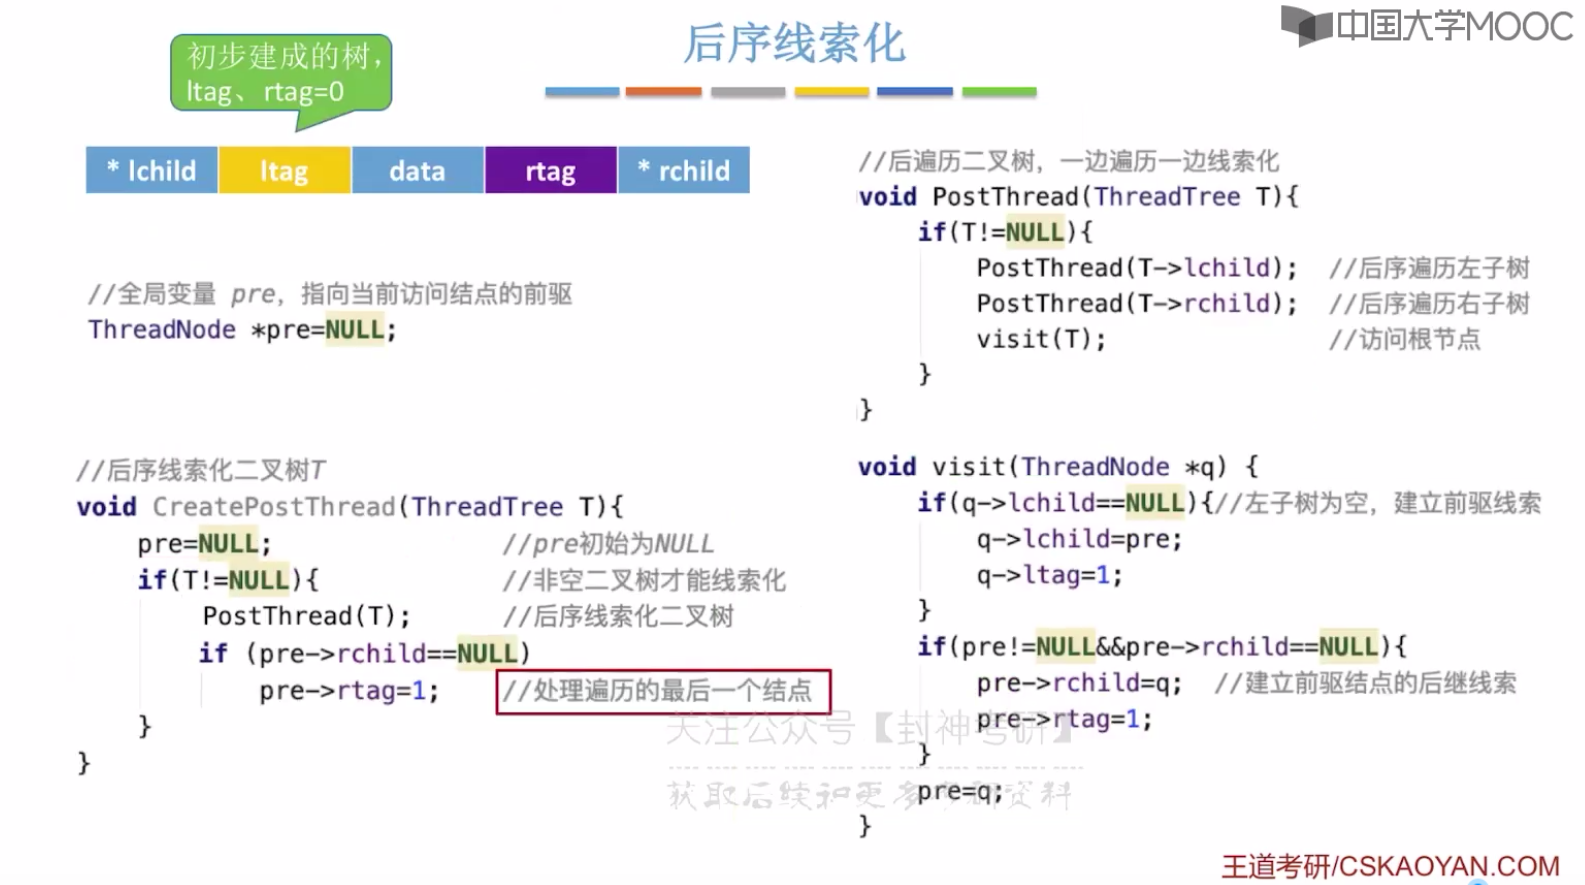 中国大学MOOC
后序线索化
初步建成的树，
ltag、rtag=0
* lchild ltag data rtag * rchild
//全局变量 pre，指向当前访问结点的前驱
ThreadNode *pre=NULL;
//后序线索化二叉树T
void CreatePostThread(ThreadTree T){
pre=NULL; //pre初始为NULL
if(T!=NULL){ //非空二叉树才能线索化
PostThread(T); //后序线索化二叉树
if (pre->rchild==NULL)
pre->rtag=1; //处理遍历的最后一个结点
}
}
//后遍历二叉树，一边遍历一边线索化
void PostThread(ThreadTree T){
if(T!=NULL){
PostThread(T->lchild); //后序遍历左子树
PostThread(T->rchild); //后序遍历右子树
visit(T); //访问根节点
}
}
void visit(ThreadNode *q) {
if(q->lchild==NULL){//左子树为空，建立前驱线索
q->lchild=pre;
q->ltag=1;
}
if(pre!=NULL&&pre->rchild==NULL){
pre->rchild=q; //建立前驱结点的后继线索
pre->rtag=1;
}
pre=q;
}
关注公众号【封神考研】
获取后续和更多考研资料
王道考研/CSKAOYAN.COM